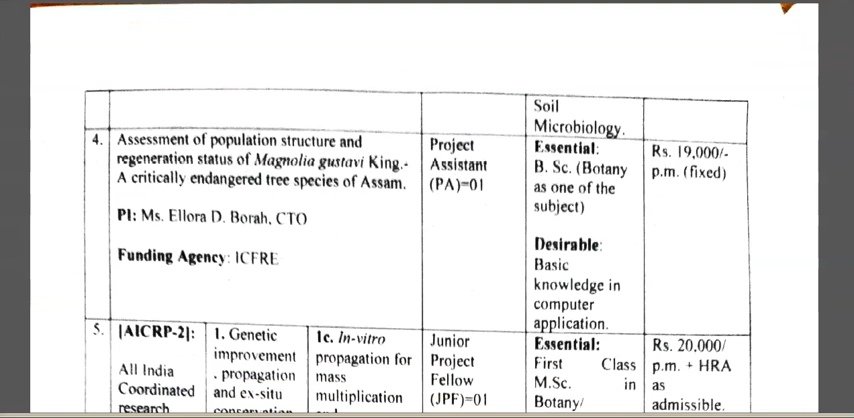 Soil
Microbiology.
4. Assessment of population structure and
regeneration status of Magnolia gustavi King.-
A critically endangered tree species of Assam.
PI: Ms. Ellora D. Borah, CTO
Funding Agency: ICFRE
Project
Assistant
(PA)=01
Essential:
B. Sc. (Botany
as one of the
subject)
Desirable:
Basic
knowledge in
computer
application.
Rs. 19,000/-
p.m. (fixed)
5. [AICRP-2]:
All India
Coordinated
research
1. Genetic
improvement
, propagation
and ex-situ
conservation
1c. In-vitro
propagation for
mass
multiplication
and
Junior
Project
Fellow
(JPF)=01
Essential:
First Class
M.Sc. in
Botany/
Rs. 20,000/
p.m. + HRA
as
admissible.